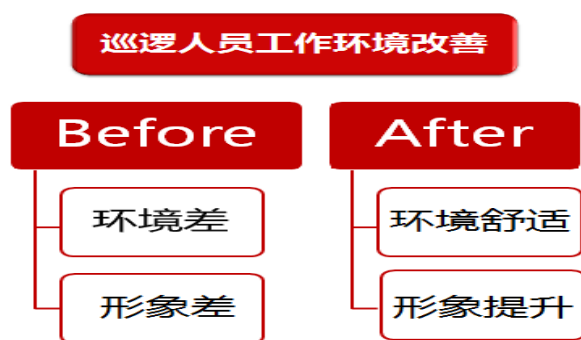 巡逻人员工作环境改善
Before
After
环境差
环境舒适
形象差
形象提升